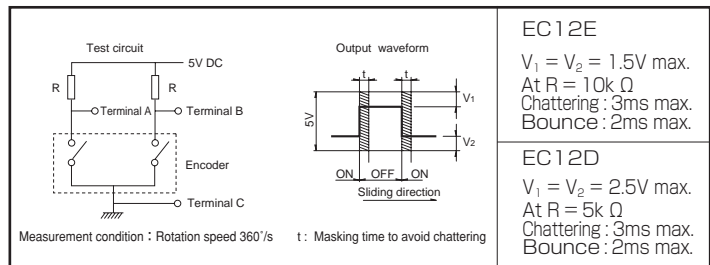 Test circuit
5V DC
R
R
Terminal A
Terminal B
Encoder
Terminal C
Measurement condition：Rotation speed 360˚/s
Output waveform
t
t
V₁
5V
V₂
ON
OFF
ON
Sliding direction
t : Masking time to avoid chattering
EC12E
V₁ = V₂ = 1.5V max.
At R = 10k Ω
Chattering : 3ms max.
Bounce : 2ms max.
EC12D
V₁ = V₂ = 2.5V max.
At R = 5k Ω
Chattering : 3ms max.
Bounce : 2ms max.